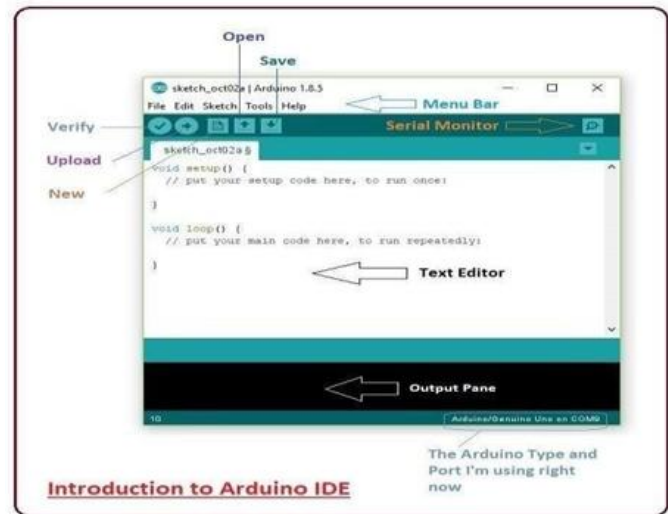 Open
Save
sketch_oct02a | Arduino 1.8.5
File Edit Sketch Tools Help
Menu Bar
Verify
Serial Monitor
Upload
sketch_oct02a §
New
void setup() {
// put your setup code here, to run once:
}
void loop() {
// put your main code here, to run repeatedly:
}
Text Editor
Output Pane
10
Arduino/Genuino Uno on COM9
The Arduino Type and
Port I'm using right
now
Introduction to Arduino IDE